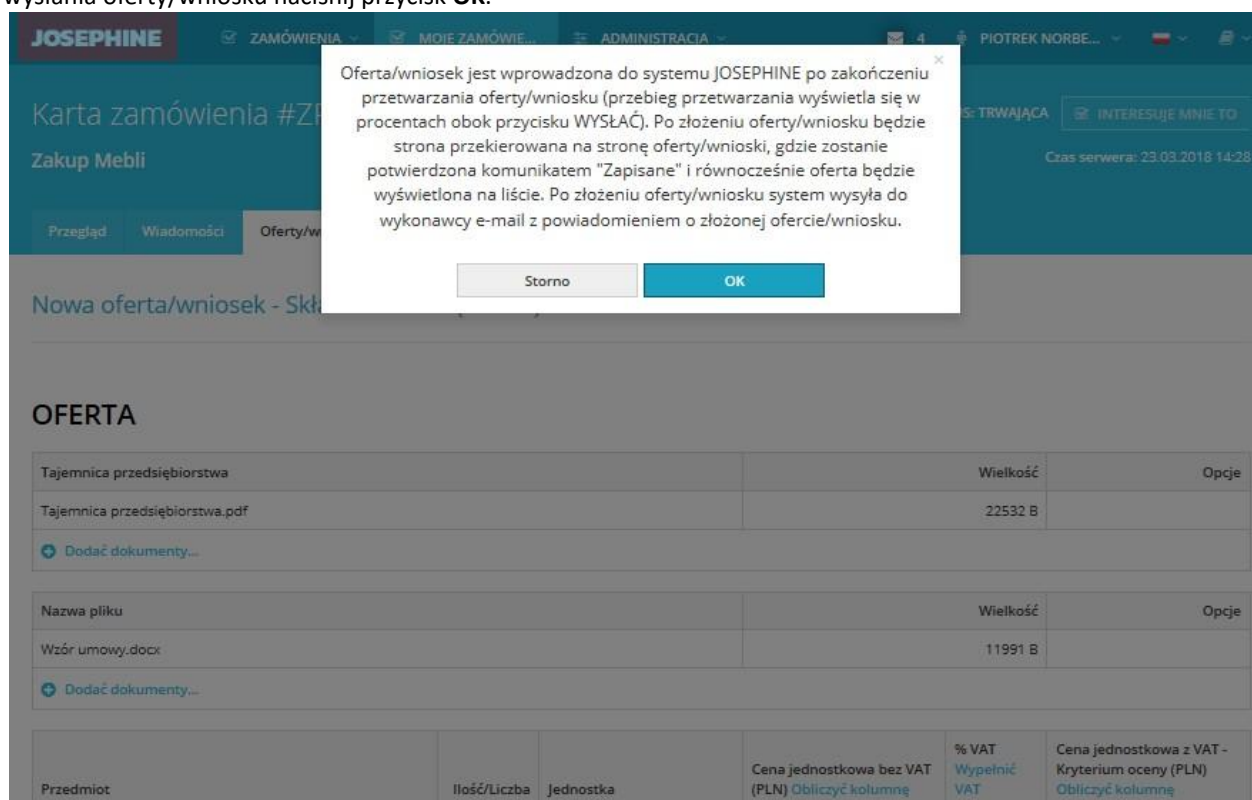 wysłania oferty/wniosku naciśnij przycisk OK.
JOSEPHINE ZAMÓWIENIA MOJE ZAMÓWIE... ADMINISTRACJA 4 PIOTREK NORBE...
Oferta/wniosek jest wprowadzona do systemu JOSEPHINE po zakończeniu
przetwarzania oferty/wniosku (przebieg przetwarzania wyświetla się w
procentach obok przycisku WYSŁAĆ). Po złożeniu oferty/wniosku będzie
strona przekierowana na stronę oferty/wnioski, gdzie zostanie
potwierdzona komunikatem "Zapisane" i równocześnie oferta będzie
wyświetlona na liście. Po złożeniu oferty/wniosku system wysyła do
wykonawcy e-mail z powiadomieniem o złożonej ofercie/wniosku.
Storno OK
Karta zamówienia #ZP
TRWAJĄCA INTERESUJE MNIE TO
Zakup Mebli
Czas serwera: 23.03.2018 14:28
Przegląd Wiadomości Oferty/w
Nowa oferta/wniosek - Skł
OFERTA
Tajemnica przedsiębiorstwa Wielkość Opcje
Tajemnica przedsiębiorstwa.pdf 22532 B
Dodać dokumenty...
Nazwa pliku Wielkość Opcje
Wzór umowy.docx 11991 B
Dodać dokumenty...
Przedmiot Ilość/Liczba Jednostka
Cena jednostkowa bez VAT
(PLN) Obliczyć kolumnę
% VAT
Wypełnić
VAT
Cena jednostkowa z VAT -
Kryterium oceny (PLN)
Obliczyć kolumnę